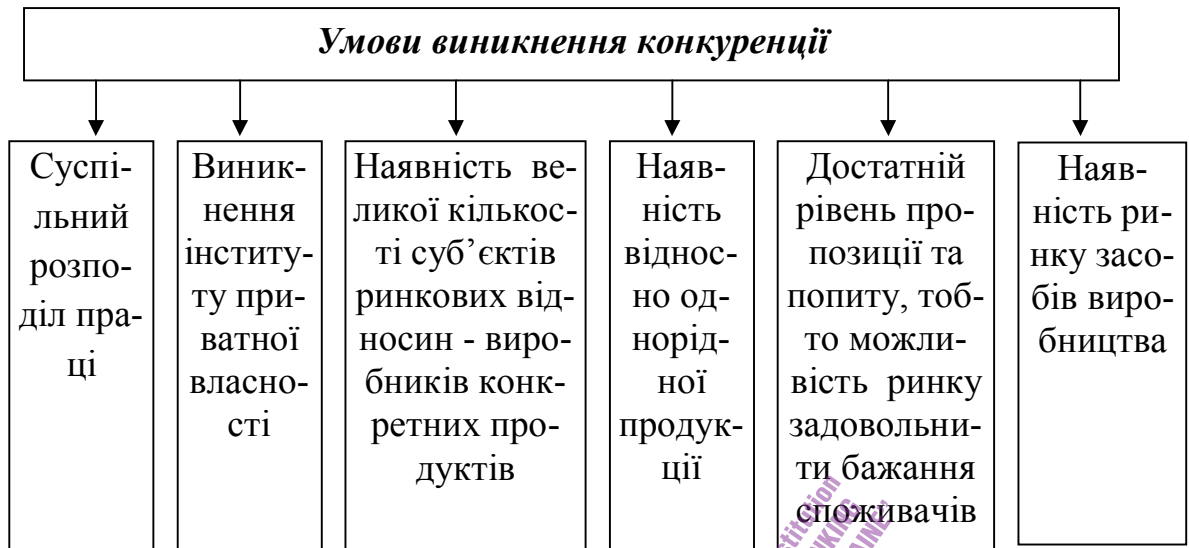 Умови виникнення конкуренції
Суспі-
льний
розпо-
діл пра-
ці
Виник-
нення
інститу-
ту при-
ватної
власно-
сті
Наявність ве-
ликої кількос-
ті суб’єктів
ринкових від-
носин - виро-
бників конк-
ретних про-
дуктів
Наяв-
ність
віднос-
но од-
норід-
ної
продук-
ції
Достатній
рівень про-
позиції та
попиту, тоб-
то можли-
вість ринку
задовольни-
ти бажання
споживачів
Наяв-
ність ри-
нку засо-
бів виро-
бництва